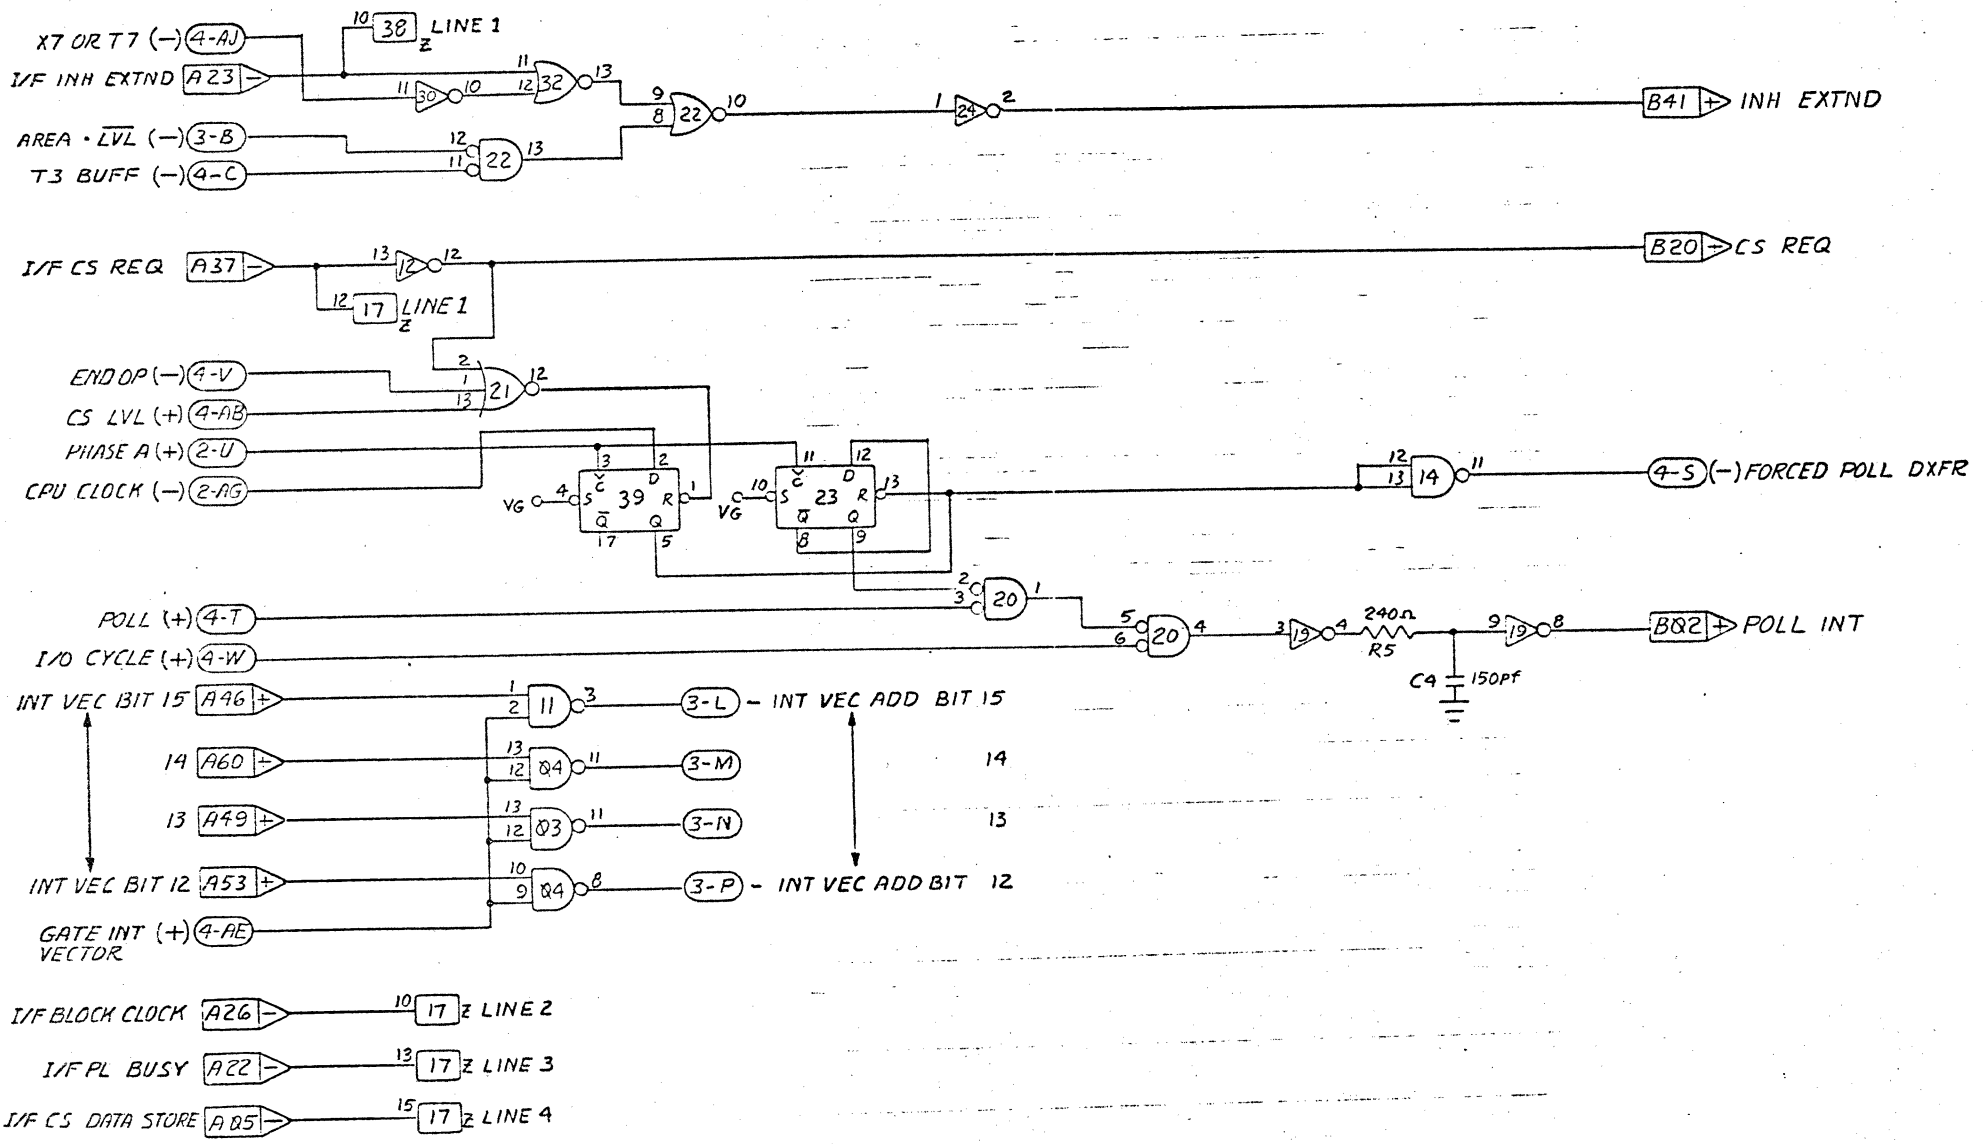 X7 OR T7 (-) 4-AJ
10 38 Z LINE 1
I/F INH EXTND A23 -
11 30 10
11 12 32 13
9 8 22 10
1 24 2
B41 + INH EXTND
AREA · L̅V̅L̅ (-) 3-B
T3 BUFF (-) 4-C
12 11 22 13
I/F CS REQ A37 -
13 12 12
B20 - CS REQ
12 17 Z LINE 1
END OP (-) 4-V
CS LVL (+) 4-AB
2 1 13 21 12
PHASE A (+) 2-U
CPU CLOCK (-) 2-AG
3 2
C D
VG 4 S 39 R 1
Q̅ Q
17 5
11 12
C D
VG 10 S 23 R 13
Q̅ Q
8 9
12 13 14 11
4-S (-) FORCED POLL DXFR
2 3 20 1
POLL (+) 4-T
I/O CYCLE (+) 4-W
5 6 20 4
3 19 4
240Ω
R5
C4 150pf
9 19 8
B02 + POLL INT
INT VEC BIT 15 A46 +
1 2 11 3
3-L - INT VEC ADD BIT 15
14 A60 +
13 12 04 11
3-M 14
13 A49 +
13 12 03 11
3-N 13
INT VEC BIT 12 A53 +
10 9 04 8
3-P - INT VEC ADD BIT 12
GATE INT (+) 4-AE
VECTOR
I/F BLOCK CLOCK A26 - 10 17 Z LINE 2
I/F PL BUSY A22 - 13 17 Z LINE 3
I/F CS DATA STORE A05 - 15 17 Z LINE 4